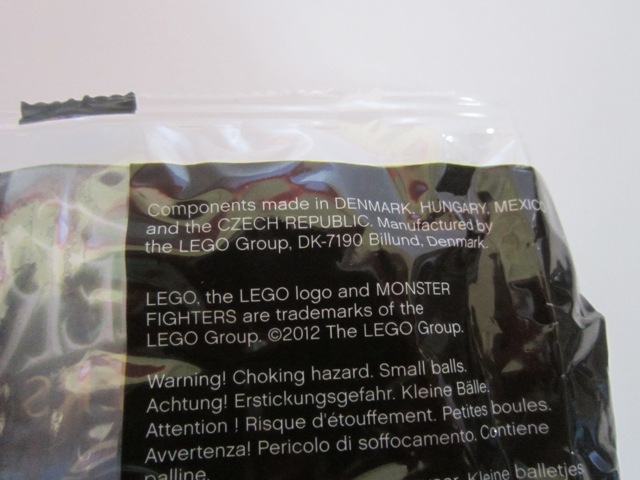 Components made in DENMARK, HUNGARY, MEXICO
and the CZECH REPUBLIC. Manufactured by
the LEGO Group, DK-7190 Billund, Denmark.
LEGO, the LEGO logo and MONSTER
FIGHTERS are trademarks of the
LEGO Group. ©2012 The LEGO Group.
Warning! Choking hazard. Small balls.
Achtung! Erstickungsgefahr. Kleine Bälle.
Attention ! Risque d'étouffement. Petites boules.
Avvertenza! Pericolo di soffocamento. Contiene
palline.
Kleine balletjes